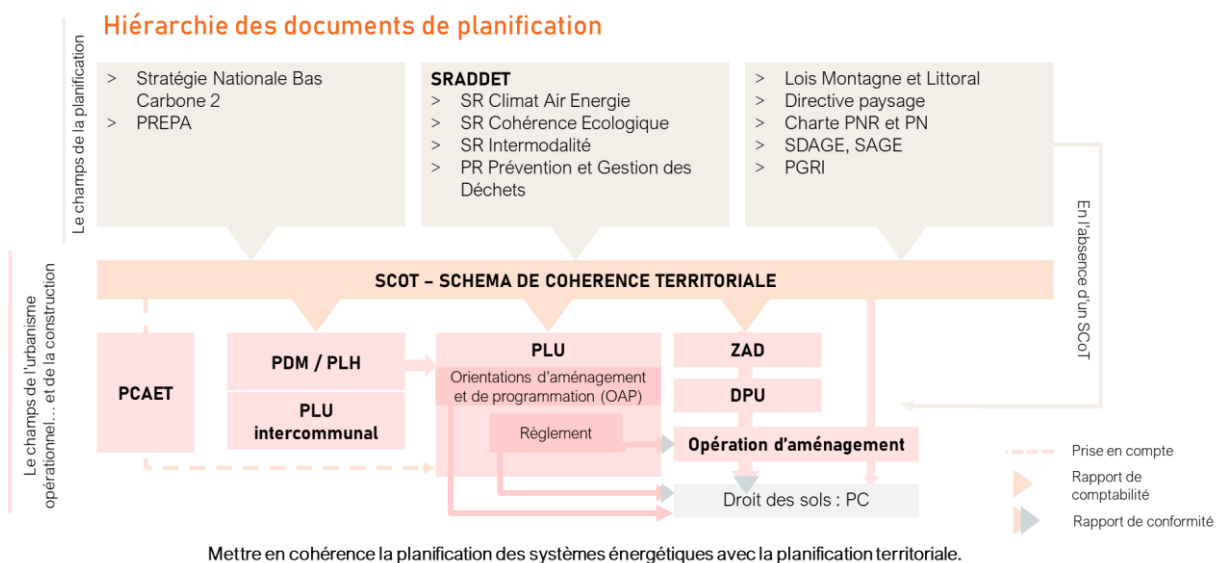 Hiérarchie des documents de planification
Le champs de la planification
> Stratégie Nationale Bas
Carbone 2
> PREPA
SRADDET
> SR Climat Air Energie
> SR Cohérence Ecologique
> SR Intermodalité
> PR Prévention et Gestion des
Déchets
> Lois Montagne et Littoral
> Directive paysage
> Charte PNR et PN
> SDAGE, SAGE
> PGRI
En l'absence d'un SCoT
Le champs de l'urbanisme
opérationnel... et de la construction
SCOT – SCHEMA DE COHERENCE TERRITORIALE
PCAET
PDM / PLH
PLU
intercommunal
PLU
Orientations d'aménagement
et de programmation (OAP)
Règlement
ZAD
DPU
Opération d'aménagement
Droit des sols : PC
Prise en compte
Rapport de
comptabilité
Rapport de conformité
Mettre en cohérence la planification des systèmes énergétiques avec la planification territoriale.